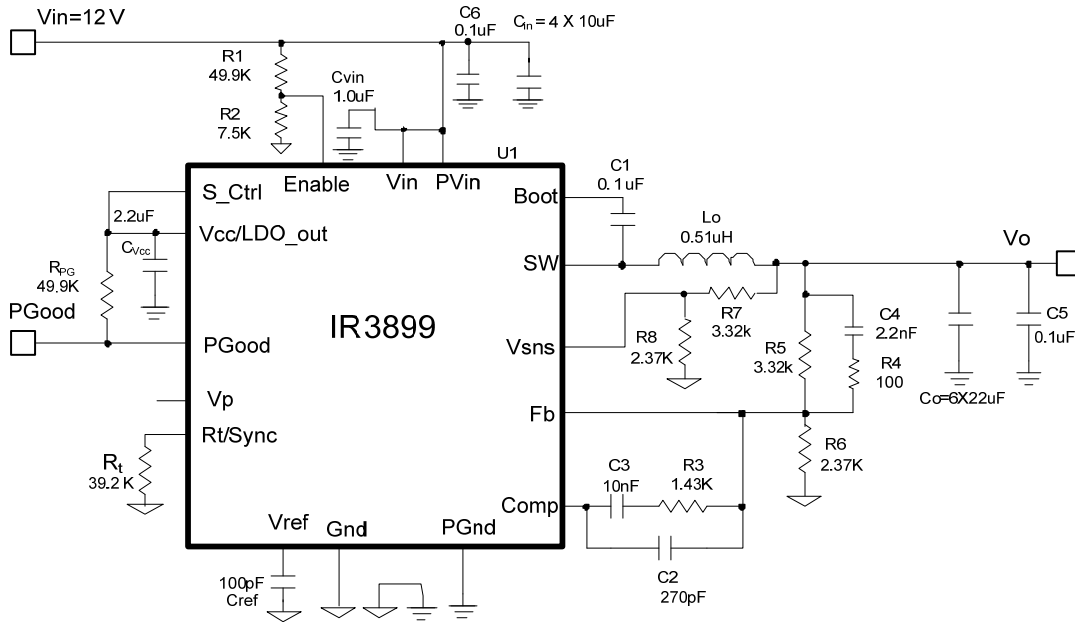 Vin=12 V
C6
0.1uF
Cin = 4 X 10uF
R1
49.9K
Cvin
1.0uF
R2
7.5K
U1
Enable
Vin
PVin
S_Ctrl
2.2uF
Vcc/LDO_out
CVcc
RPG
49.9K
PGood
PGood
Vp
Rt/Sync
Rt
39.2 K
IR3899
Boot
C1
0.1uF
SW
Lo
0.51uH
Vo
Vsns
R8
2.37K
R7
3.32k
R5
3.32k
C4
2.2nF
R4
100
C5
0.1uF
Co=6X22uF
Fb
R6
2.37K
C3
10nF
R3
1.43K
Comp
C2
270pF
Vref
Gnd
PGnd
100pF
Cref